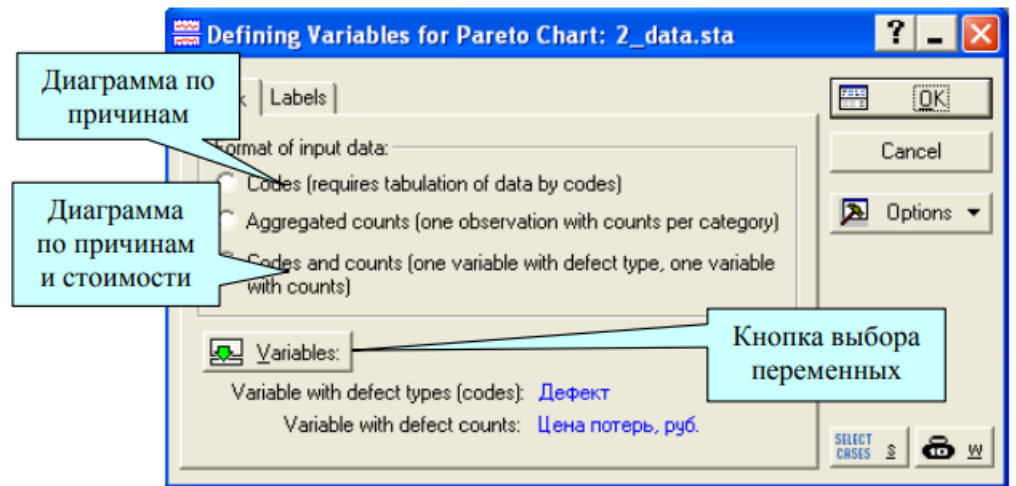 Defining Variables for Pareto Chart: 2_data.sta
Диаграмма по
причинам
Labels
OK
Format of input data:
Cancel
Codes (requires tabulation of data by codes)
Диаграмма
по причинам
и стоимости
Options
Aggregated counts (one observation with counts per category)
Codes and counts (one variable with defect type, one variable
with counts)
Кнопка выбора
переменных
Variables:
Variable with defect types (codes): Дефект
Variable with defect counts: Цена потерь, руб.
SELECT
CASES S
W